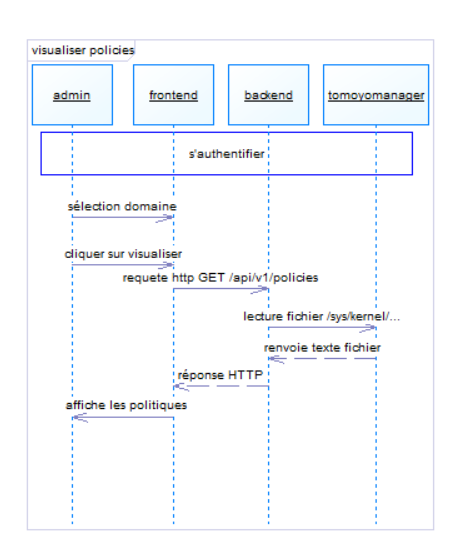 visualiser policies
admin
frontend
backend
tomoyomanager
s'authentifier
sélection domaine
cliquer sur visualiser
requete http GET /api/v1/policies
lecture fichier /sys/kernel/...
renvoie texte fichier
réponse HTTP
affiche les politiques